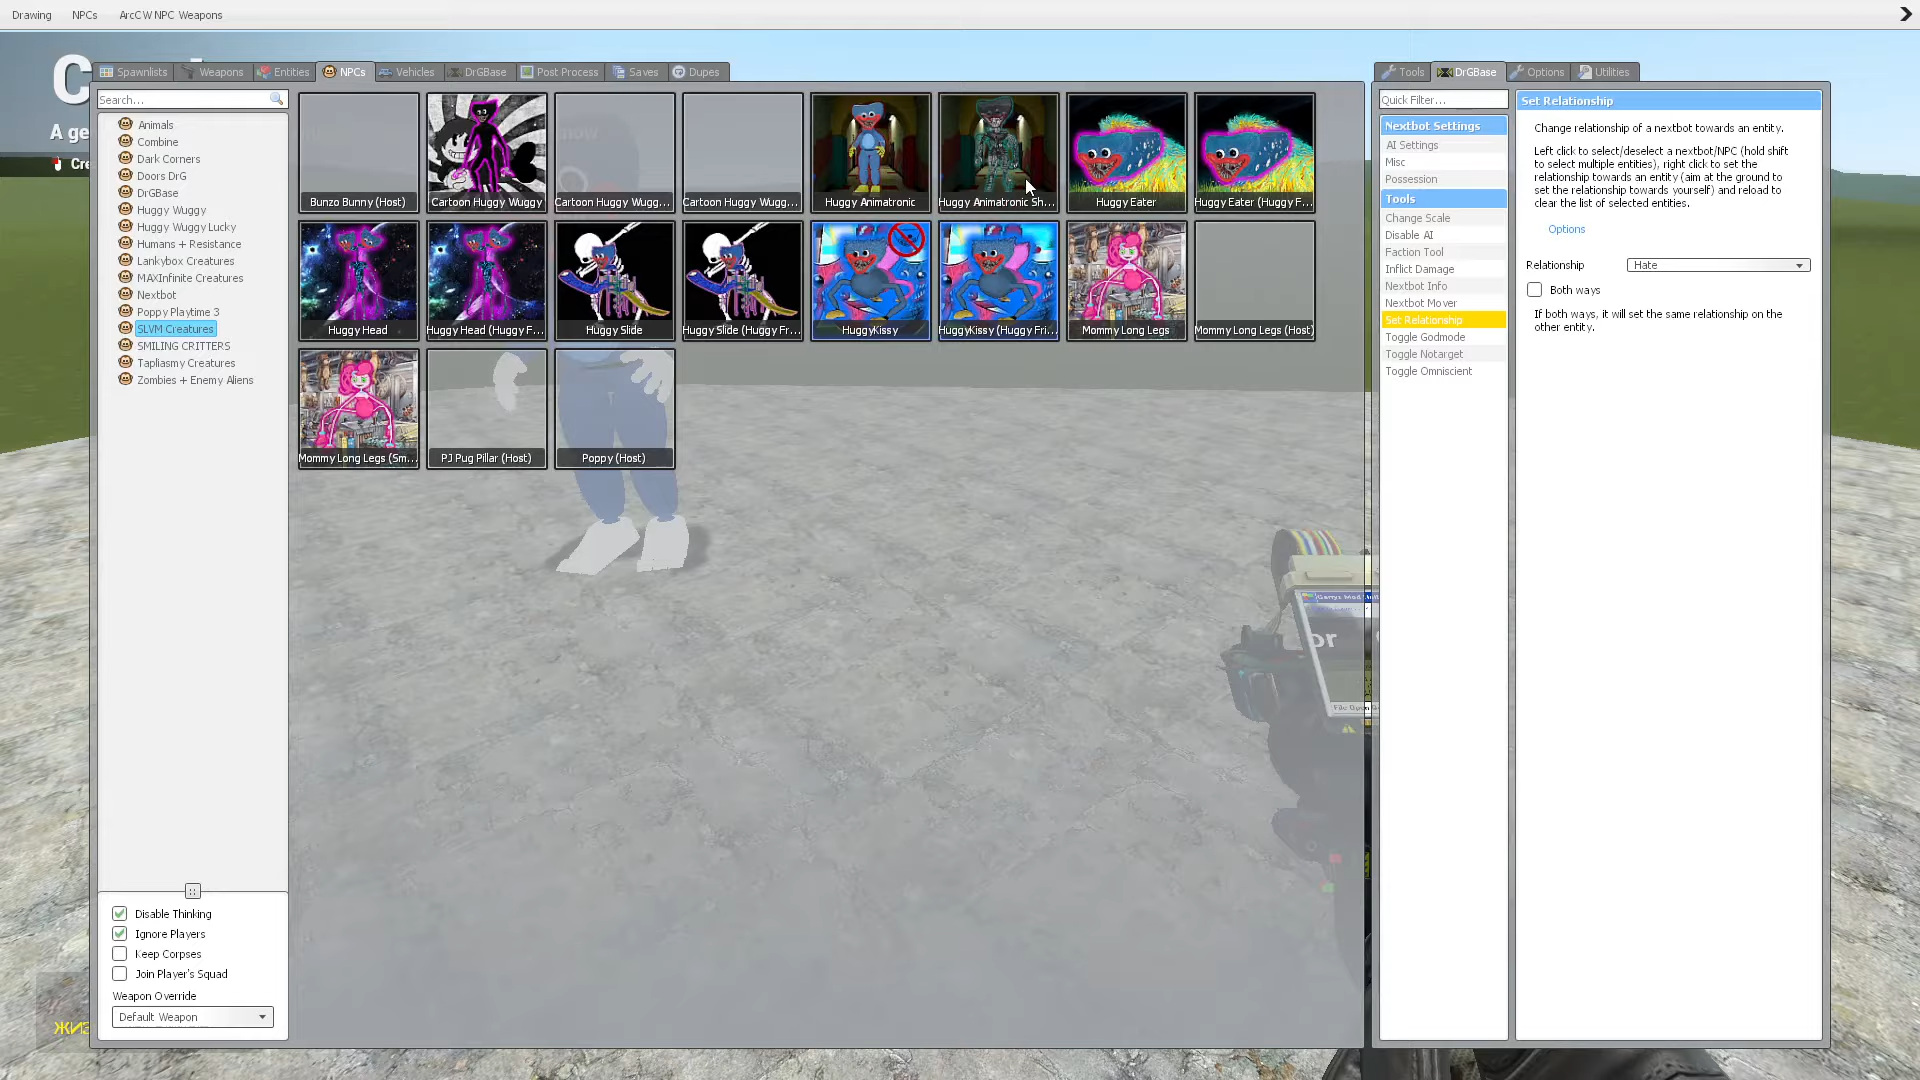 Drawing NPCs ArcCW NPC Weapons
C
A ge
Cre
Spawnlists Weapons Entities NPCs Vehicles DrGBase Post Process Saves Dupes
Search...
Animals
Combine
Dark Corners
Doors DrG
DrGBase
Huggy Wuggy
Huggy Wuggy Lucky
Humans + Resistance
Lankybox Creatures
MAXInfinite Creatures
Nextbot
Poppy Playtime 3
SLVM Creatures
SMILING CRITTERS
Tapliasmy Creatures
Zombies + Enemy Aliens
Bunzo Bunny (Host)
Cartoon Huggy Wuggy
Cartoon Huggy Wugg...
Cartoon Huggy Wugg...
Huggy Animatronic
Huggy Animatronic Sh...
Huggy Eater
Huggy Eater (Huggy F...
Huggy Head
Huggy Head (Huggy F...
Huggy Slide
Huggy Slide (Huggy Fr...
HuggyKissy
HuggyKissy (Huggy Fri...
Mommy Long Legs
Mommy Long Legs (Host)
Mommy Long Legs (Sm...
PJ Pug Pillar (Host)
Poppy (Host)
or
Disable Thinking
Ignore Players
Keep Corpses
Join Player's Squad
Weapon Override
Default Weapon
ЖИЗ
Tools DrGBase Options Utilities
Quick Filter...
Nextbot Settings
AI Settings
Misc
Possession
Tools
Change Scale
Disable AI
Faction Tool
Inflict Damage
Nextbot Info
Nextbot Mover
Set Relationship
Toggle Godmode
Toggle Notarget
Toggle Omniscient
Set Relationship
Change relationship of a nextbot towards an entity.
Left click to select/deselect a nextbot/NPC (hold shift
to select multiple entities), right click to set the
relationship towards an entity (aim at the ground to
set the relationship towards yourself) and reload to
clear the list of selected entities.
Options
Relationship Hate
Both ways
If both ways, it will set the same relationship on the
other entity.